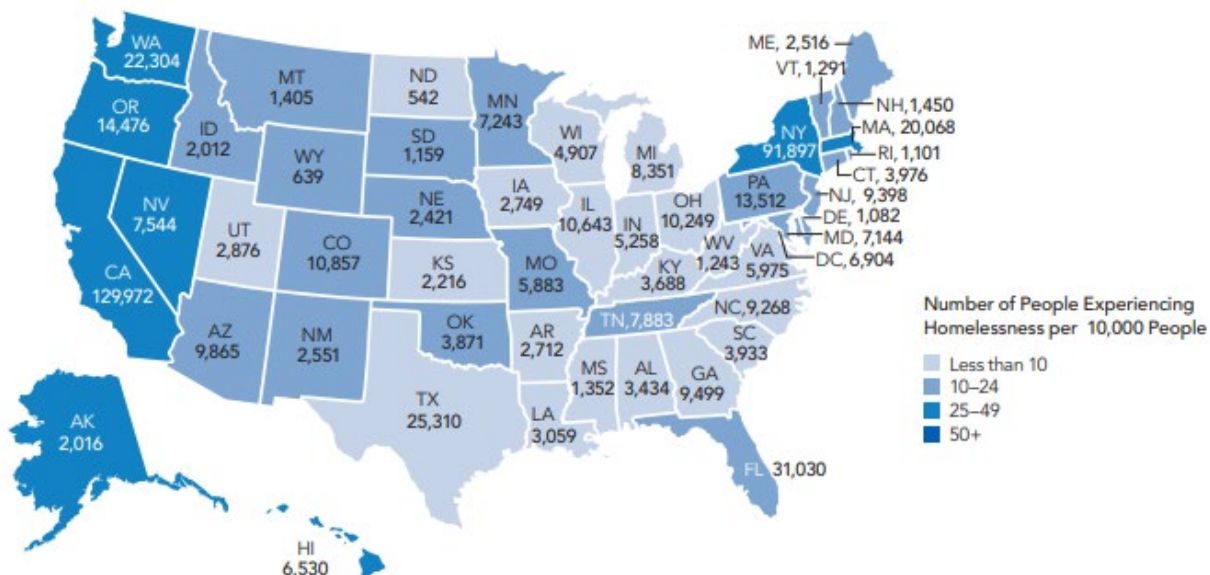 WA
22,304
OR
14,476
ID
2,012
MT
1,405
WY
639
NV
7,544
UT
2,876
CA
129,972
CO
10,857
AZ
9,865
NM
2,551
ND
542
SD
1,159
NE
2,421
KS
2,216
OK
3,871
TX
25,310
MN
7,243
IA
2,749
MO
5,883
AR
2,712
LA
3,059
WI
4,907
IL
10,643
MI
8,351
IN
5,258
OH
10,249
KY
3,688
TN, 7,883
MS
1,352
AL
3,434
GA
9,499
FL 31,030
SC
3,933
NC, 9,268
VA
5,975
WV
1,243
PA
13,512
NY
91,897
ME, 2,516
VT, 1,291
NH, 1,450
MA, 20,068
RI, 1,101
CT, 3,976
NJ, 9,398
DE, 1,082
MD, 7,144
DC, 6,904
AK
2,016
HI
6,530
Number of People Experiencing
Homelessness per 10,000 People
Less than 10
10–24
25–49
50+